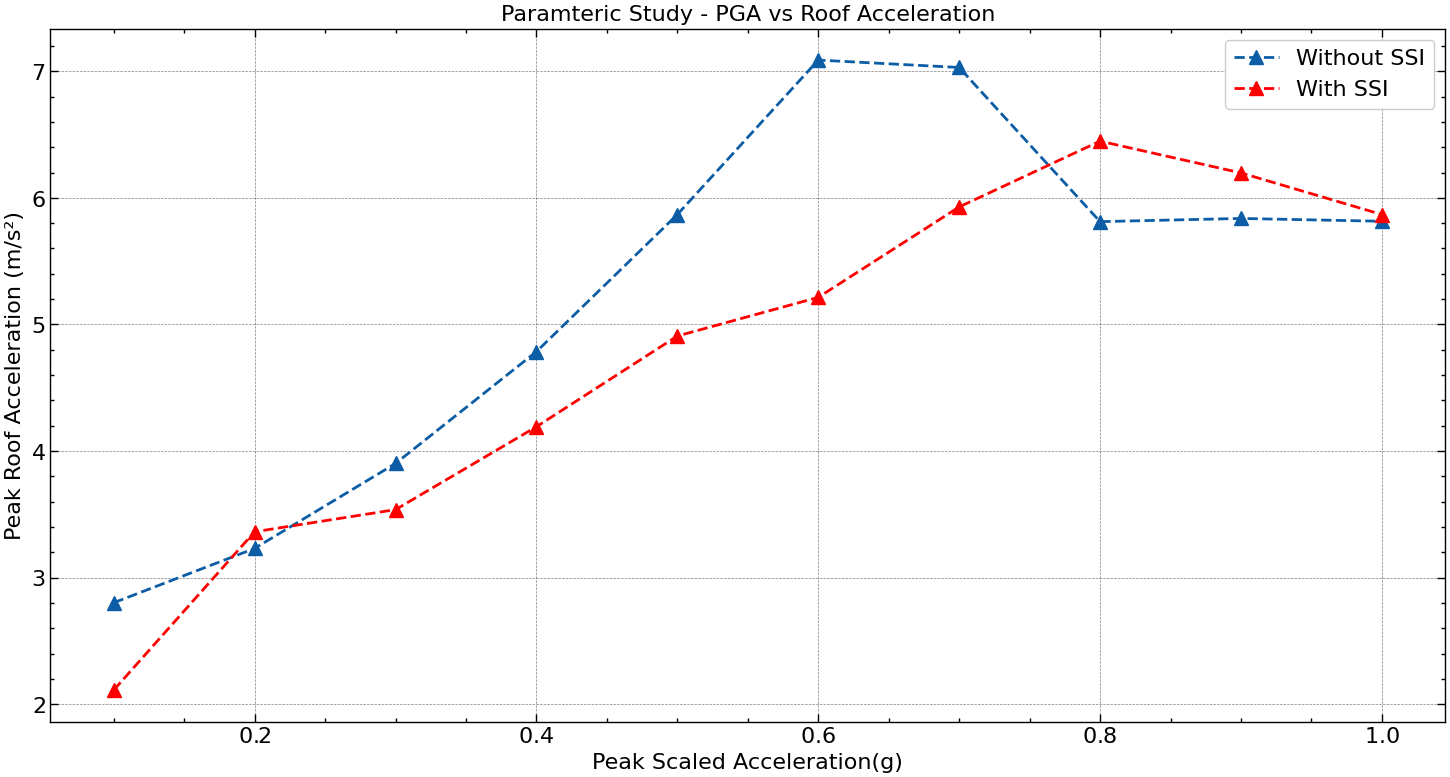 Paramteric Study - PGA vs Roof Acceleration
Without SSI
With SSI
Peak Roof Acceleration (m/s²)
7
6
5
4
3
2
0.2
0.4
0.6
0.8
1.0
Peak Scaled Acceleration(g)